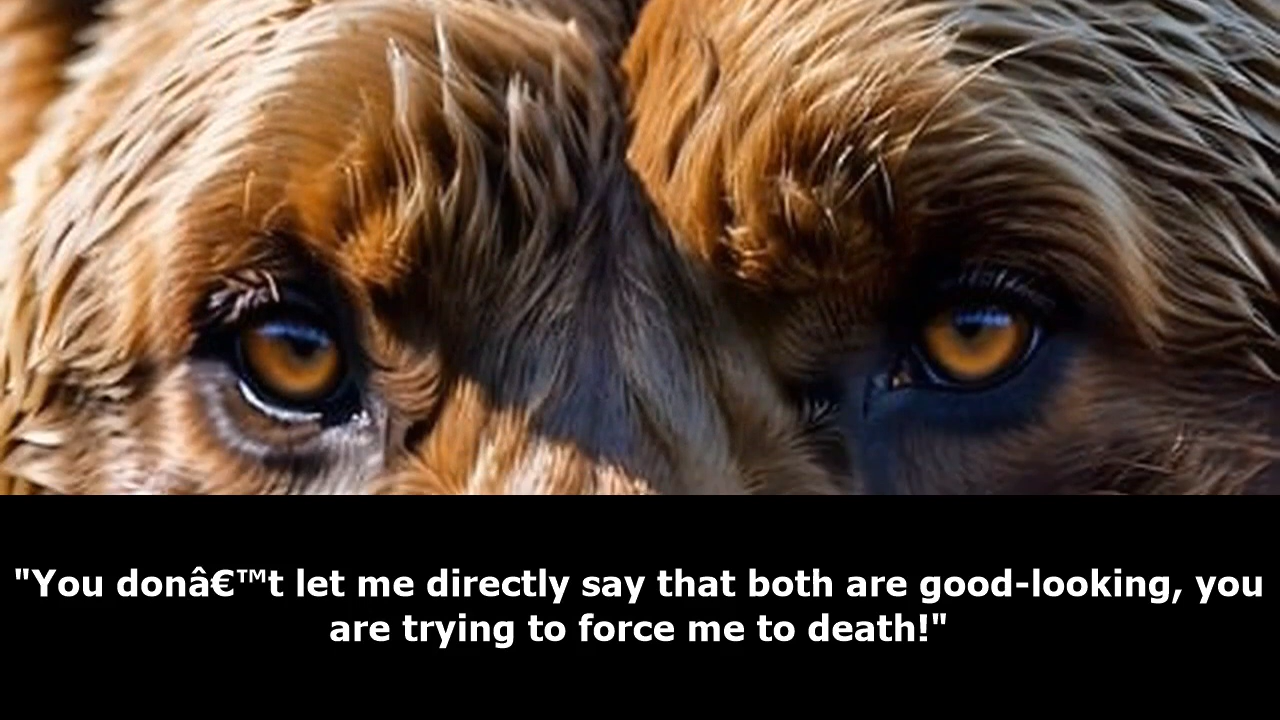 "You donâ€™t let me directly say that both are good-looking, you
are trying to force me to death!"